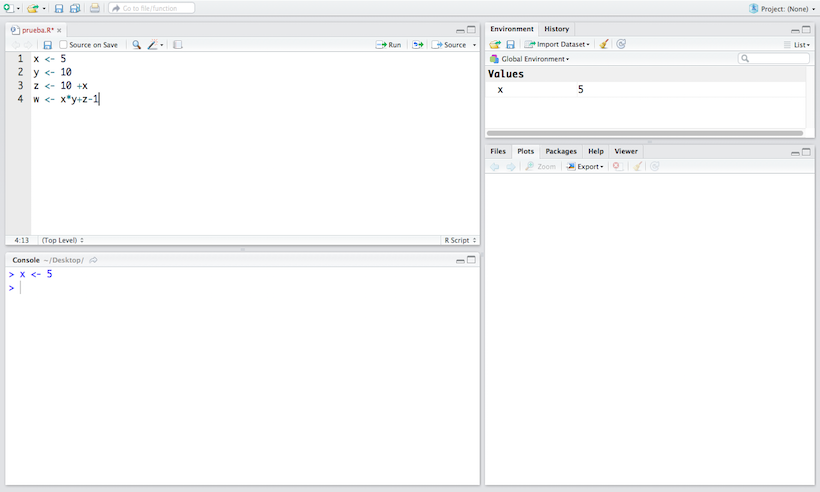 Go to file/function
Project: (None)
prueba.R*
Source on Save
Run
Source
1 x <- 5
2 y <- 10
3 z <- 10 +x
4 w <- x*y+z-1
4:13 (Top Level) R Script
Console ~/Desktop/
> x <- 5
>
Environment History
Import Dataset List
Global Environment
Values
x 5
Files Plots Packages Help Viewer
Zoom Export